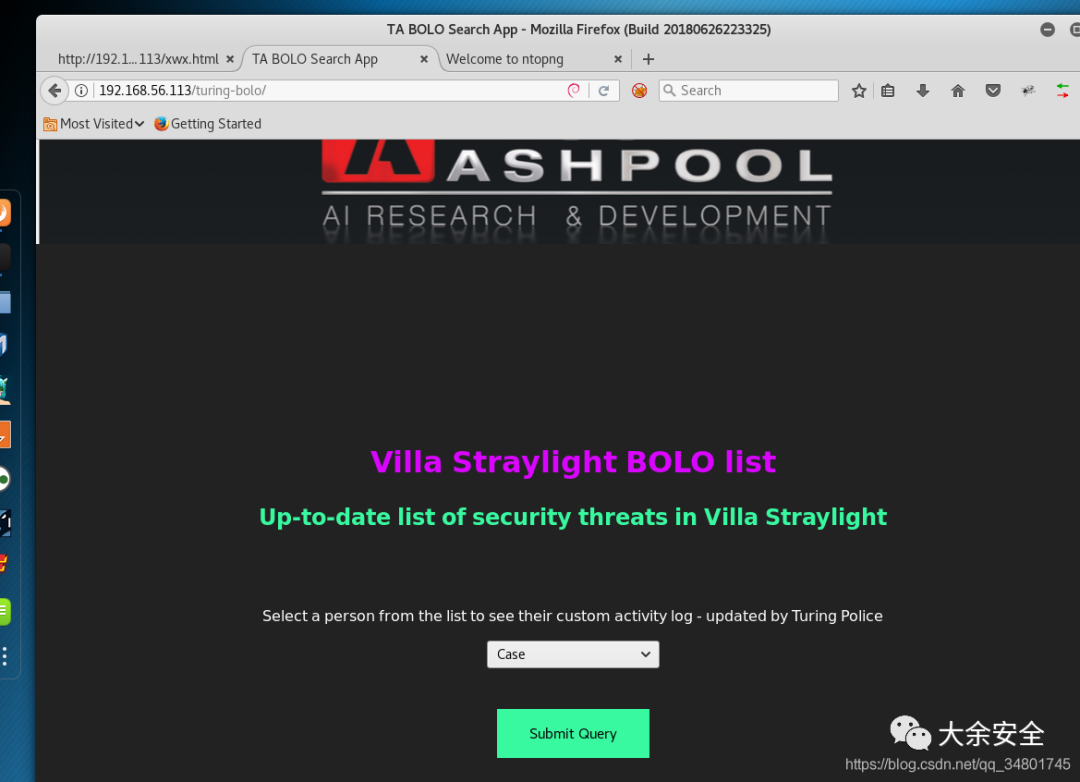 TA BOLO Search App - Mozilla Firefox (Build 20180626223325)
http://192.1...113/xwx.html
TA BOLO Search App
Welcome to ntopng
192.168.56.113/turing-bolo/
Search
Most Visited
Getting Started
ASHPOOL
AI RESEARCH & DEVELOPMENT
Villa Straylight BOLO list
Up-to-date list of security threats in Villa Straylight
Select a person from the list to see their custom activity log - updated by Turing Police
Case
Submit Query
大余安全
https://blog.csdn.net/qq_34801745